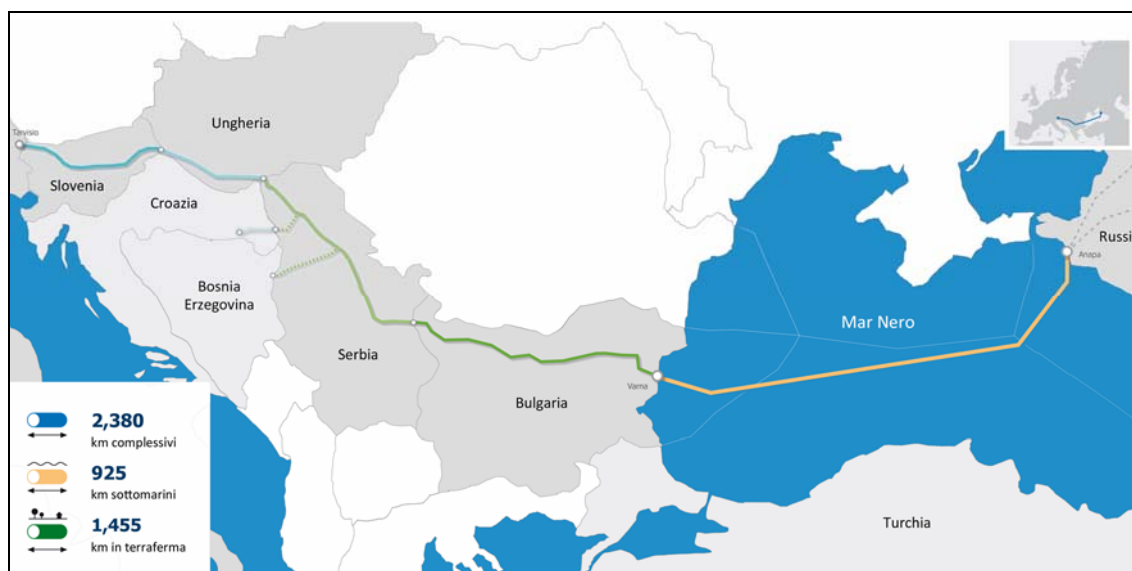 Tarvisio
Ungheria
Slovenia
Croazia
Bosnia
Erzegovina
Serbia
Bulgaria
Varna
Mar Nero
Anapa
Russi
Turchia
2,380
km complessivi
925
km sottomarini
1,455
km in terraferma